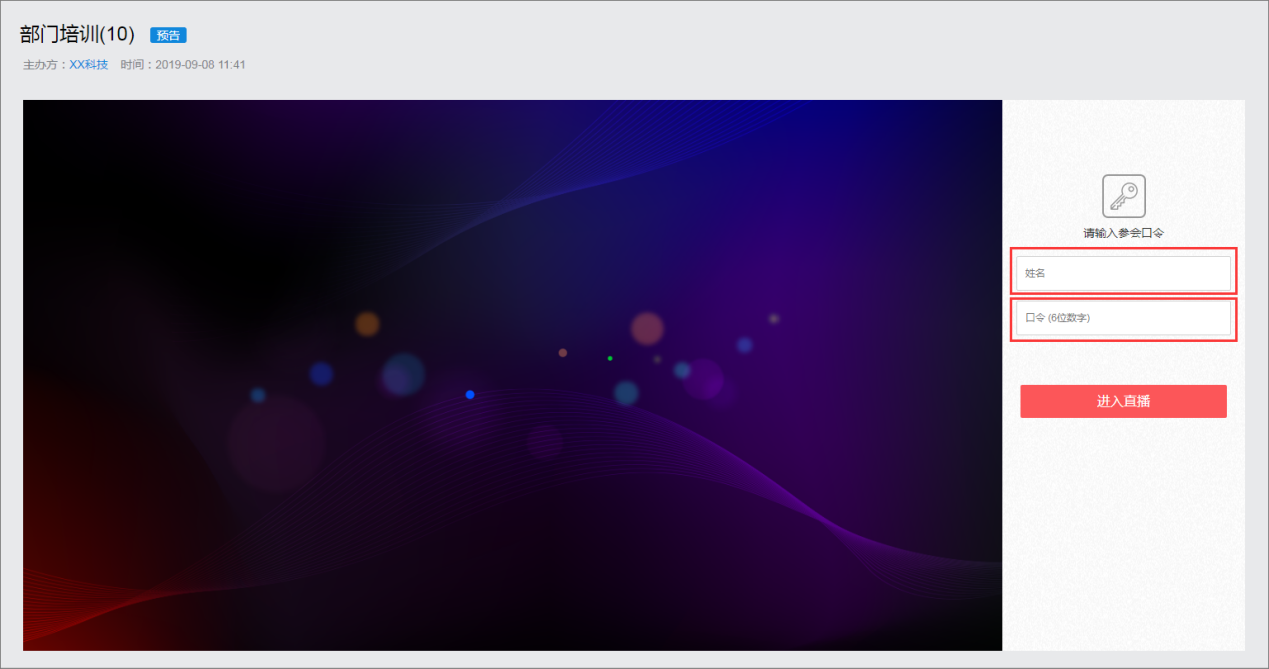 部门培训(10) 预告
主办方：XX科技 时间：2019-09-08 11:41
请输入参会口令
姓名
口令 (6位数字)
进入直播